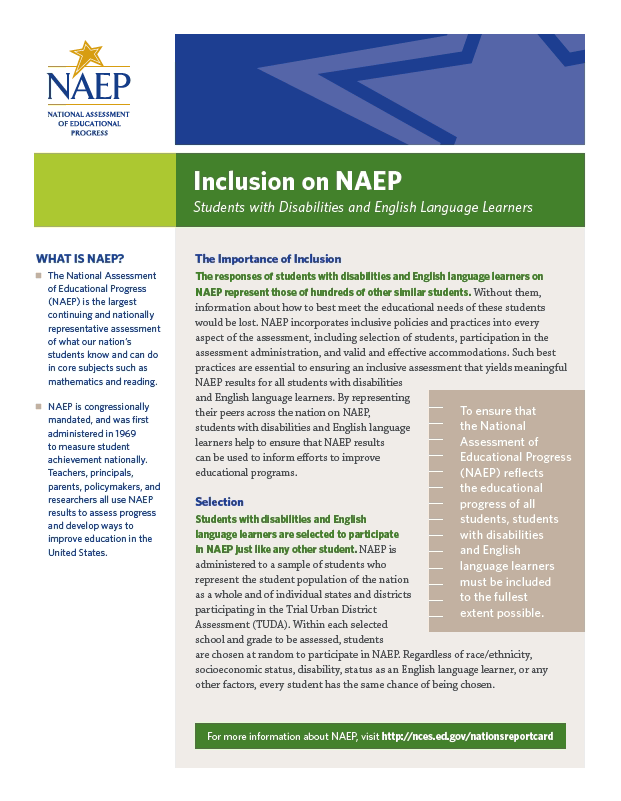 NAEP
NATIONAL ASSESSMENT
OF EDUCATIONAL
PROGRESS
Inclusion on NAEP
Students with Disabilities and English Language Learners
WHAT IS NAEP?
The National Assessment
of Educational Progress
(NAEP) is the largest
continuing and nationally
representative assessment
of what our nation's
students know and can do
in core subjects such as
mathematics and reading.
NAEP is congressionally
mandated, and was first
administered in 1969
to measure student
achievement nationally.
Teachers, principals,
parents, policymakers, and
researchers all use NAEP
results to assess progress
and develop ways to
improve education in the
United States.
The Importance of Inclusion
The responses of students with disabilities and English language learners on
NAEP represent those of hundreds of other similar students. Without them,
information about how to best meet the educational needs of these students
would be lost. NAEP incorporates inclusive policies and practices into every
aspect of the assessment, including selection of students, participation in the
assessment administration, and valid and effective accommodations. Such best
practices are essential to ensuring an inclusive assessment that yields meaningful
NAEP results for all students with disabilities
and English language learners. By representing
their peers across the nation on NAEP,
students with disabilities and English language
learners help to ensure that NAEP results
can be used to inform efforts to improve
educational programs.
To ensure that
the National
Assessment of
Educational Progress
(NAEP) reflects
the educational
progress of all
students, students
with disabilities
and English
language learners
must be included
to the fullest
extent possible.
Selection
Students with disabilities and English
language learners are selected to participate
in NAEP just like any other student. NAEP is
administered to a sample of students who
represent the student population of the nation
as a whole and of individual states and districts
participating in the Trial Urban District
Assessment (TUDA). Within each selected
school and grade to be assessed, students
are chosen at random to participate in NAEP. Regardless of race/ethnicity,
socioeconomic status, disability, status as an English language learner, or any
other factors, every student has the same chance of being chosen.
For more information about NAEP, visit http://nces.ed.gov/nationsreportcard